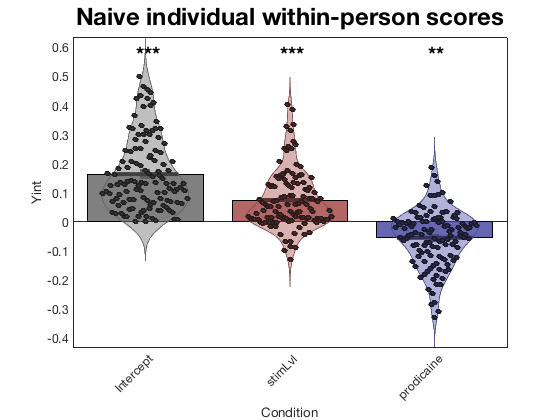 Naive individual within-person scores
*** *** **
0.6
0.5
0.4
0.3
0.2
0.1
0
-0.1
-0.2
-0.3
-0.4
Yint
Intercept stimLvl prodicaine
Condition